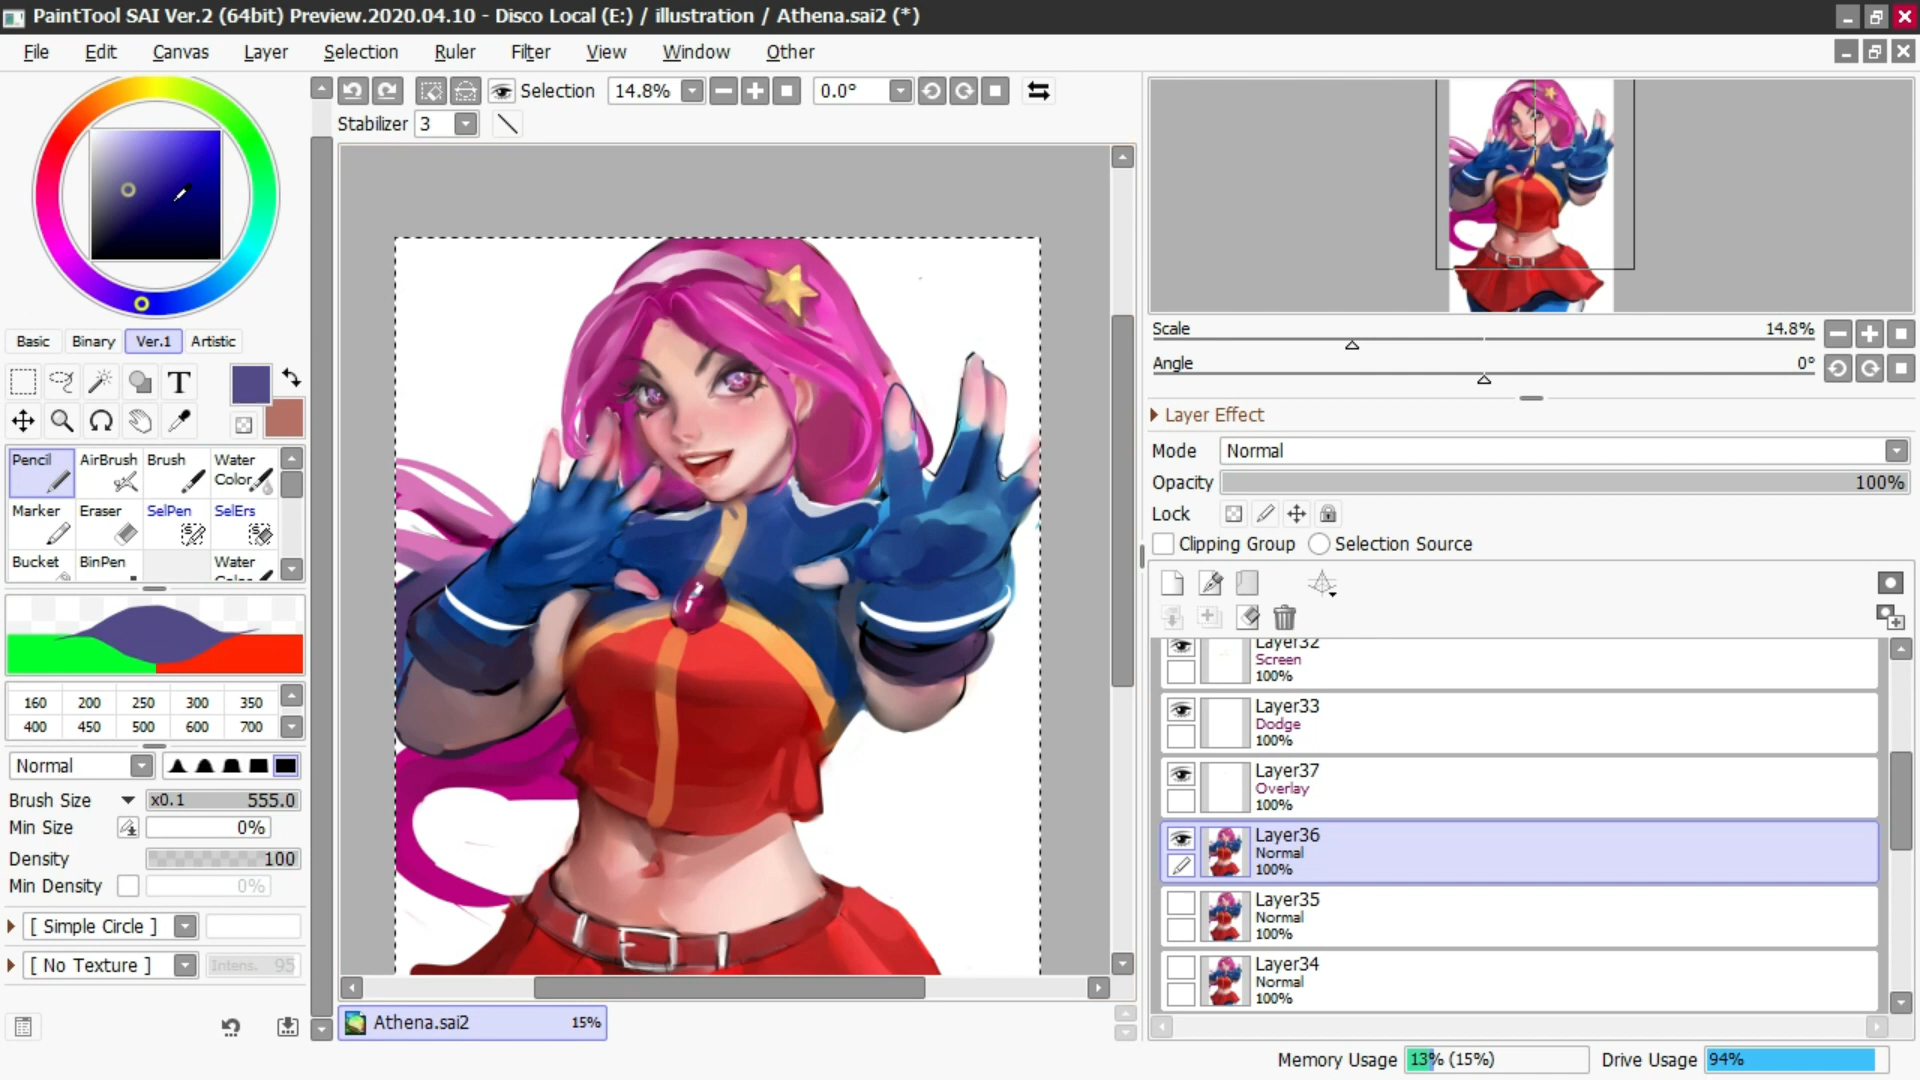 PaintTool SAI Ver.2 (64bit) Preview.2020.04.10 - Disco Local (E:) / illustration / Athena.sai2 (*)
File Edit Canvas Layer Selection Ruler Filter View Window Other
Selection 14.8% 0.0°
Stabilizer 3
Basic Binary Ver.1 Artistic
T
Pencil AirBrush Brush Water Color
Marker Eraser SelPen SelErs
Bucket BinPen Water Color
160 200 250 300 350
400 450 500 600 700
Normal
Brush Size x0.1 555.0
Min Size 0%
Density 100
Min Density 0%
[ Simple Circle ]
[ No Texture ] Intens. 95
Athena.sai2 15%
Scale 14.8%
Angle 0°
Layer Effect
Mode Normal
Opacity 100%
Lock
Clipping Group Selection Source
Layer32
Screen
100%
Layer33
Dodge
100%
Layer37
Overlay
100%
Layer36
Normal
100%
Layer35
Normal
100%
Layer34
Normal
100%
Memory Usage 13% (15%) Drive Usage 94%